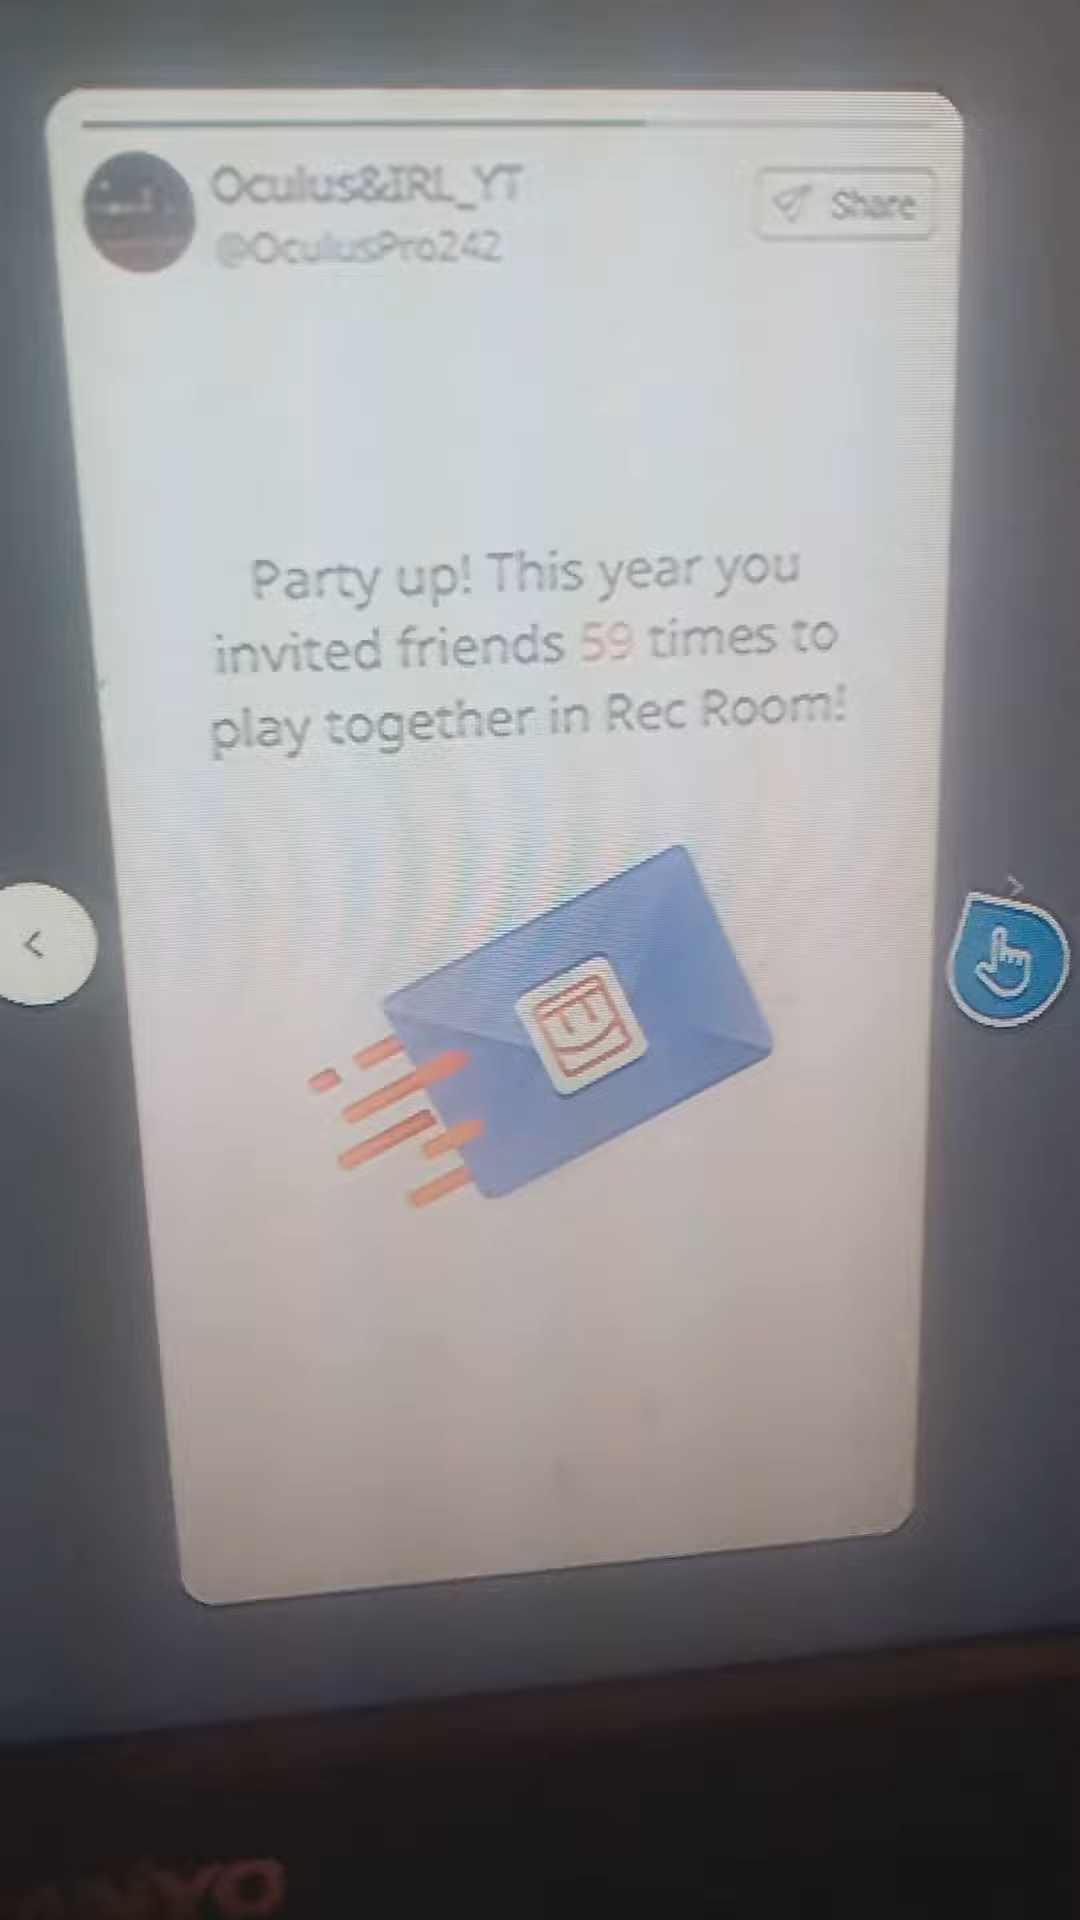 Oculus&IRL_YT
@OculusPro242
Share
Party up! This year you
invited friends 59 times to
play together in Rec Room!